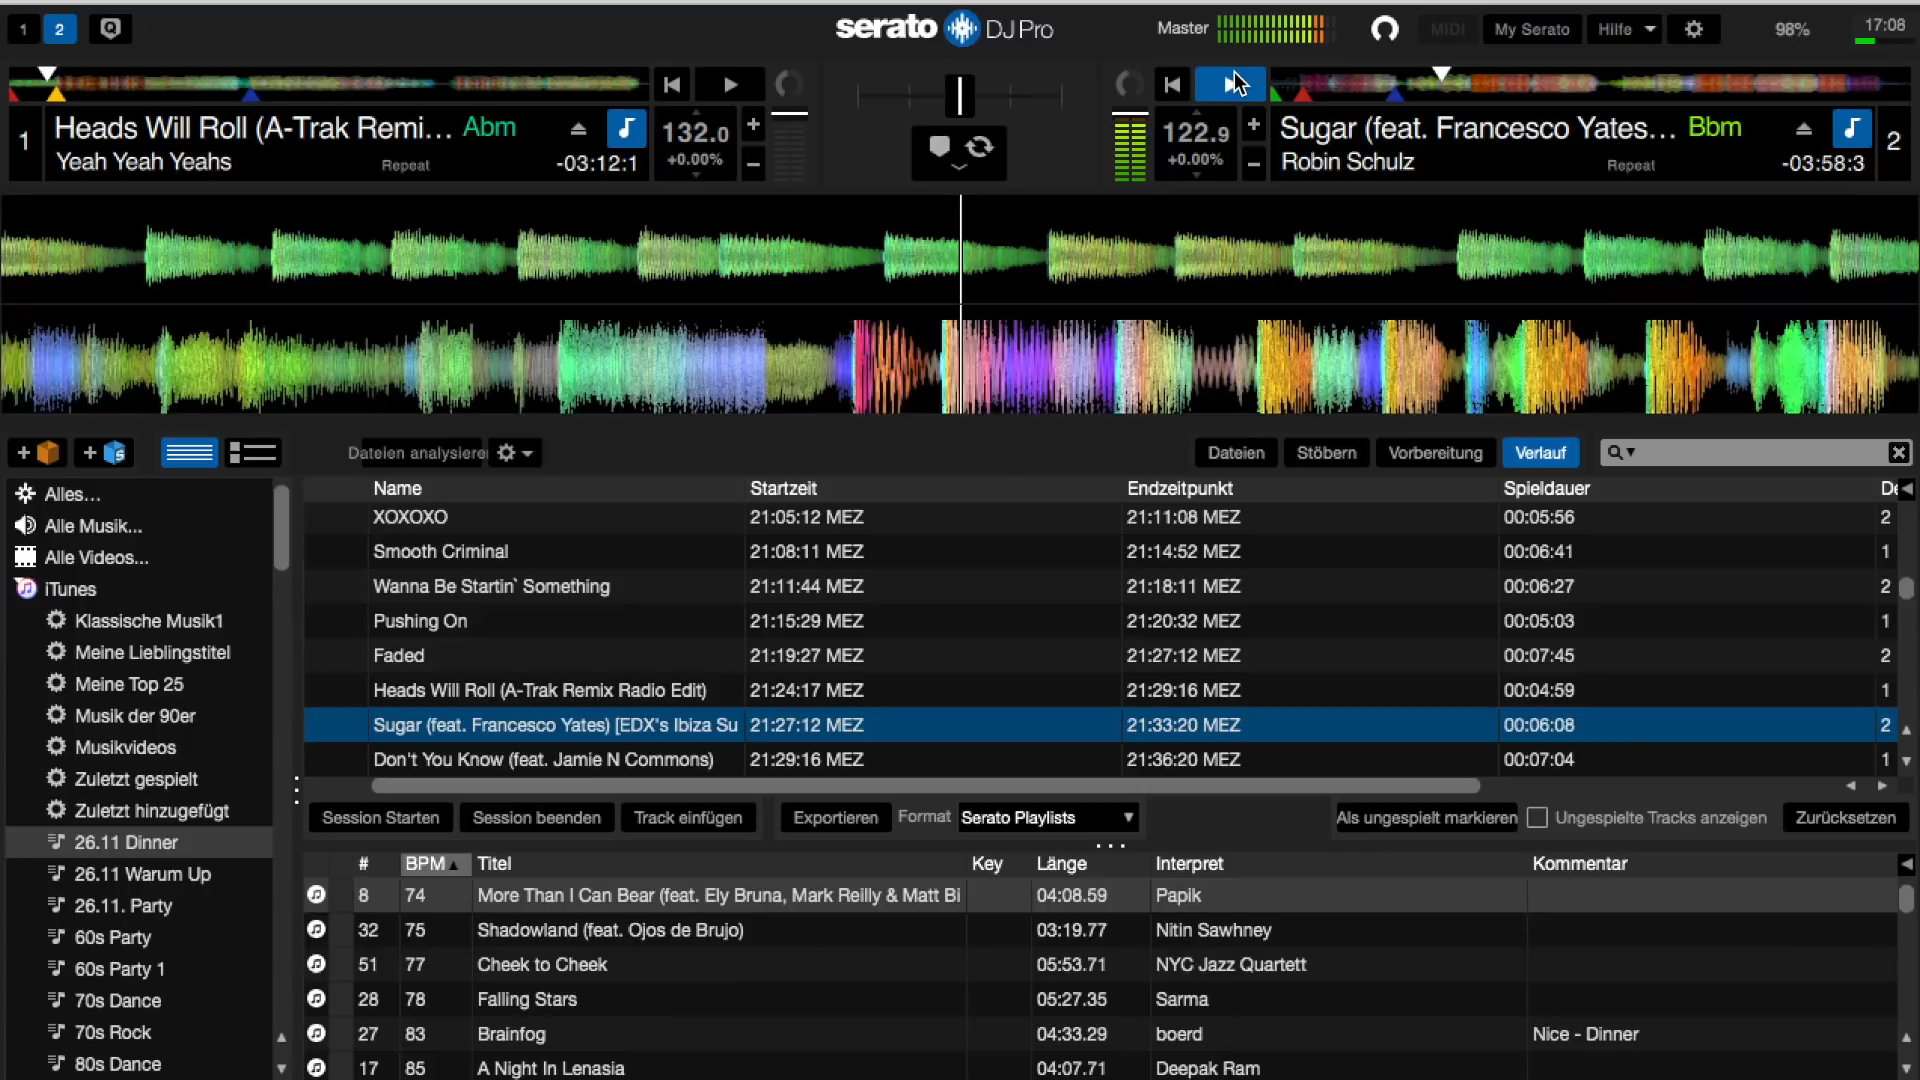 1 2 serato DJ Pro Master MIDI My Serato Hilfe 98% 17:08
1 Heads Will Roll (A-Trak Remi... Abm 132.0 +0.00%
Yeah Yeah Yeahs Repeat -03:12:1
122.9 +0.00% Sugar (feat. Francesco Yates... Bbm 2
Robin Schulz Repeat -03:58:3
Dateien analysieren Dateien Stöbern Vorbereitung Verlauf
Alles...
Alle Musik...
Alle Videos...
iTunes
Klassische Musik1
Meine Lieblingstitel
Meine Top 25
Musik der 90er
Musikvideos
Zuletzt gespielt
Zuletzt hinzugefügt
26.11 Dinner
26.11 Warum Up
26.11. Party
60s Party
60s Party 1
70s Dance
70s Rock
80s Dance
Name Startzeit Endzeitpunkt Spieldauer De
XOXOXO 21:05:12 MEZ 21:11:08 MEZ 00:05:56 2
Smooth Criminal 21:08:11 MEZ 21:14:52 MEZ 00:06:41 1
Wanna Be Startin` Something 21:11:44 MEZ 21:18:11 MEZ 00:06:27 2
Pushing On 21:15:29 MEZ 21:20:32 MEZ 00:05:03 1
Faded 21:19:27 MEZ 21:27:12 MEZ 00:07:45 2
Heads Will Roll (A-Trak Remix Radio Edit) 21:24:17 MEZ 21:29:16 MEZ 00:04:59 1
Sugar (feat. Francesco Yates) [EDX's Ibiza Su 21:27:12 MEZ 21:33:20 MEZ 00:06:08 2
Don't You Know (feat. Jamie N Commons) 21:29:16 MEZ 21:36:20 MEZ 00:07:04 1
Session Starten Session beenden Track einfügen Exportieren Format Serato Playlists Als ungespielt markieren Ungespielte Tracks anzeigen Zurücksetzen
# BPM Titel Key Länge Interpret Kommentar
8 74 More Than I Can Bear (feat. Ely Bruna, Mark Reilly & Matt Bi 04:08.59 Papik
32 75 Shadowland (feat. Ojos de Brujo) 03:19.77 Nitin Sawhney
51 77 Cheek to Cheek 05:53.71 NYC Jazz Quartett
28 78 Falling Stars 05:27.35 Sarma
27 83 Brainfog 04:33.29 boerd Nice - Dinner
17 85 A Night In Lenasia 04:07.71 Deepak Ram